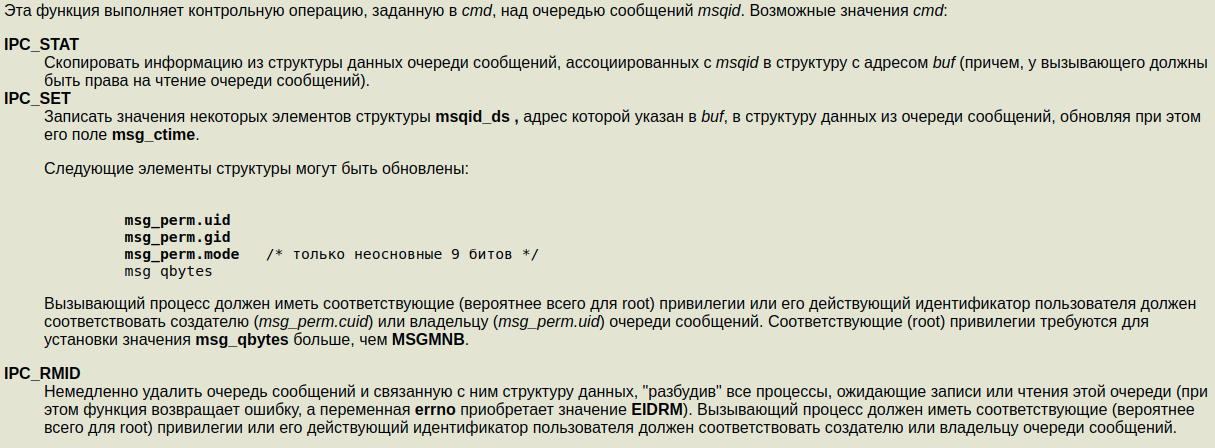 Эта функция выполняет контрольную операцию, заданную в cmd, над очередью сообщений msqid. Возможные значения cmd:
IPC_STAT
Скопировать информацию из структуры данных очереди сообщений, ассоциированных с msqid в структуру с адресом buf (причем, у вызывающего должны
быть права на чтение очереди сообщений).
IPC_SET
Записать значения некоторых элементов структуры msqid_ds , адрес которой указан в buf, в структуру данных из очереди сообщений, обновляя при этом
его поле msg_ctime.
Следующие элементы структуры могут быть обновлены:
msg_perm.uid
msg_perm.gid
msg_perm.mode /* только неосновные 9 битов */
msg qbytes
Вызывающий процесс должен иметь соответствующие (вероятнее всего для root) привилегии или его действующий идентификатор пользователя должен
соответствовать создателю (msg_perm.cuid) или владельцу (msg_perm.uid) очереди сообщений. Соответствующие (root) привилегии требуются для
установки значения msg_qbytes больше, чем MSGMNB.
IPC_RMID
Немедленно удалить очередь сообщений и связанную с ним структуру данных, "разбудив" все процессы, ожидающие записи или чтения этой очереди (при
этом функция возвращает ошибку, а переменная errno приобретает значение EIDRM). Вызывающий процесс должен иметь соответствующие (вероятнее
всего для root) привилегии или его действующий идентификатор пользователя должен соответствовать создателю или владельцу очереди сообщений.